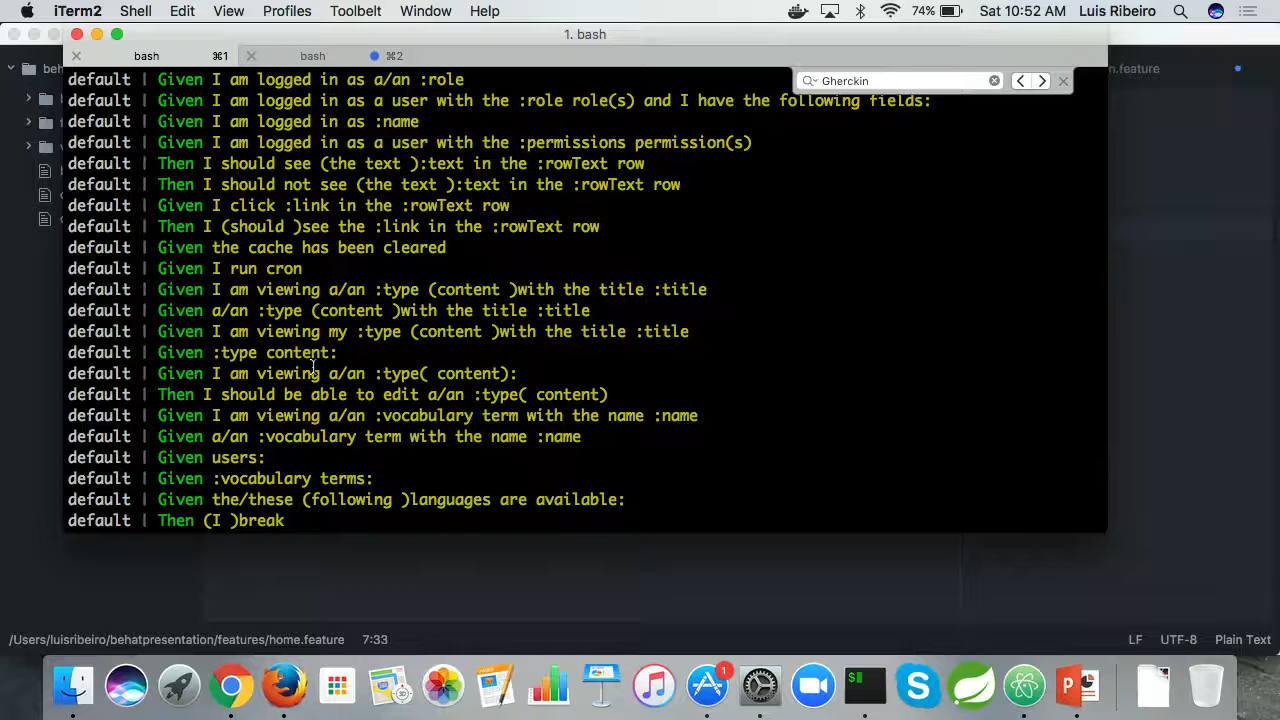 iTerm2 Shell Edit View Profiles Toolbelt Window Help 74% Sat 10:52 AM Luis Ribeiro
1. bash
bash ⌘1 bash ⌘2
Gherckin
.feature
default | Given I am logged in as a/an :role
default | Given I am logged in as a user with the :role role(s) and I have the following fields:
default | Given I am logged in as :name
default | Given I am logged in as a user with the :permissions permission(s)
default | Then I should see (the text ):text in the :rowText row
default | Then I should not see (the text ):text in the :rowText row
default | Given I click :link in the :rowText row
default | Then I (should )see the :link in the :rowText row
default | Given the cache has been cleared
default | Given I run cron
default | Given I am viewing a/an :type (content )with the title :title
default | Given a/an :type (content )with the title :title
default | Given I am viewing my :type (content )with the title :title
default | Given :type content:
default | Given I am viewing a/an :type( content):
default | Then I should be able to edit a/an :type( content)
default | Given I am viewing a/an :vocabulary term with the name :name
default | Given a/an :vocabulary term with the name :name
default | Given users:
default | Given :vocabulary terms:
default | Given the/these (following )languages are available:
default | Then (I )break
/Users/luisribeiro/behatpresentation/features/home.feature 7:33 LF UTF-8 Plain Text
1